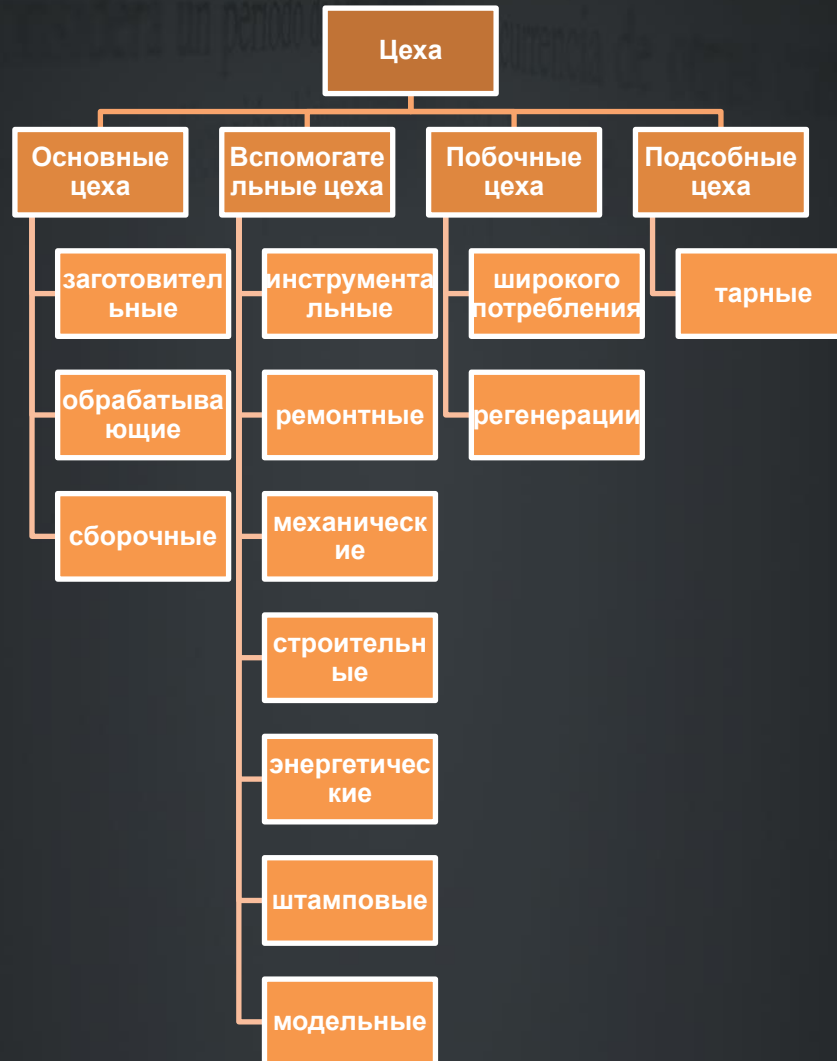 Цеха
Основные
цеха
заготовител
ьные
обрабатыва
ющие
сборочные
Вспомогате
льные цеха
инструмента
льные
ремонтные
механическ
ие
строительн
ые
энергетичес
кие
штамповые
модельные
Побочные
цеха
широкого
потребления
регенерации
Подсобные
цеха
тарные